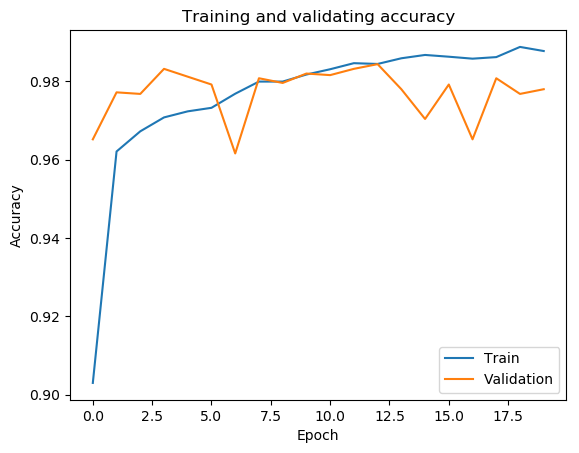 Training and validating accuracy
Accuracy
0.98
0.96
0.94
0.92
0.90
Train
Validation
0.0 2.5 5.0 7.5 10.0 12.5 15.0 17.5
Epoch